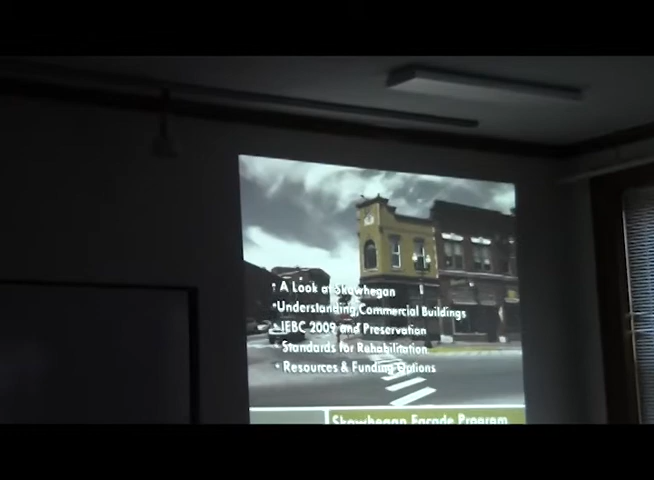 • A Look at Skowhegan
• Understanding Commercial Buildings
• IEBC 2009 and Preservation
• Standards for Rehabilitation
• Resources & Funding Options
Skowhegan Facade Program